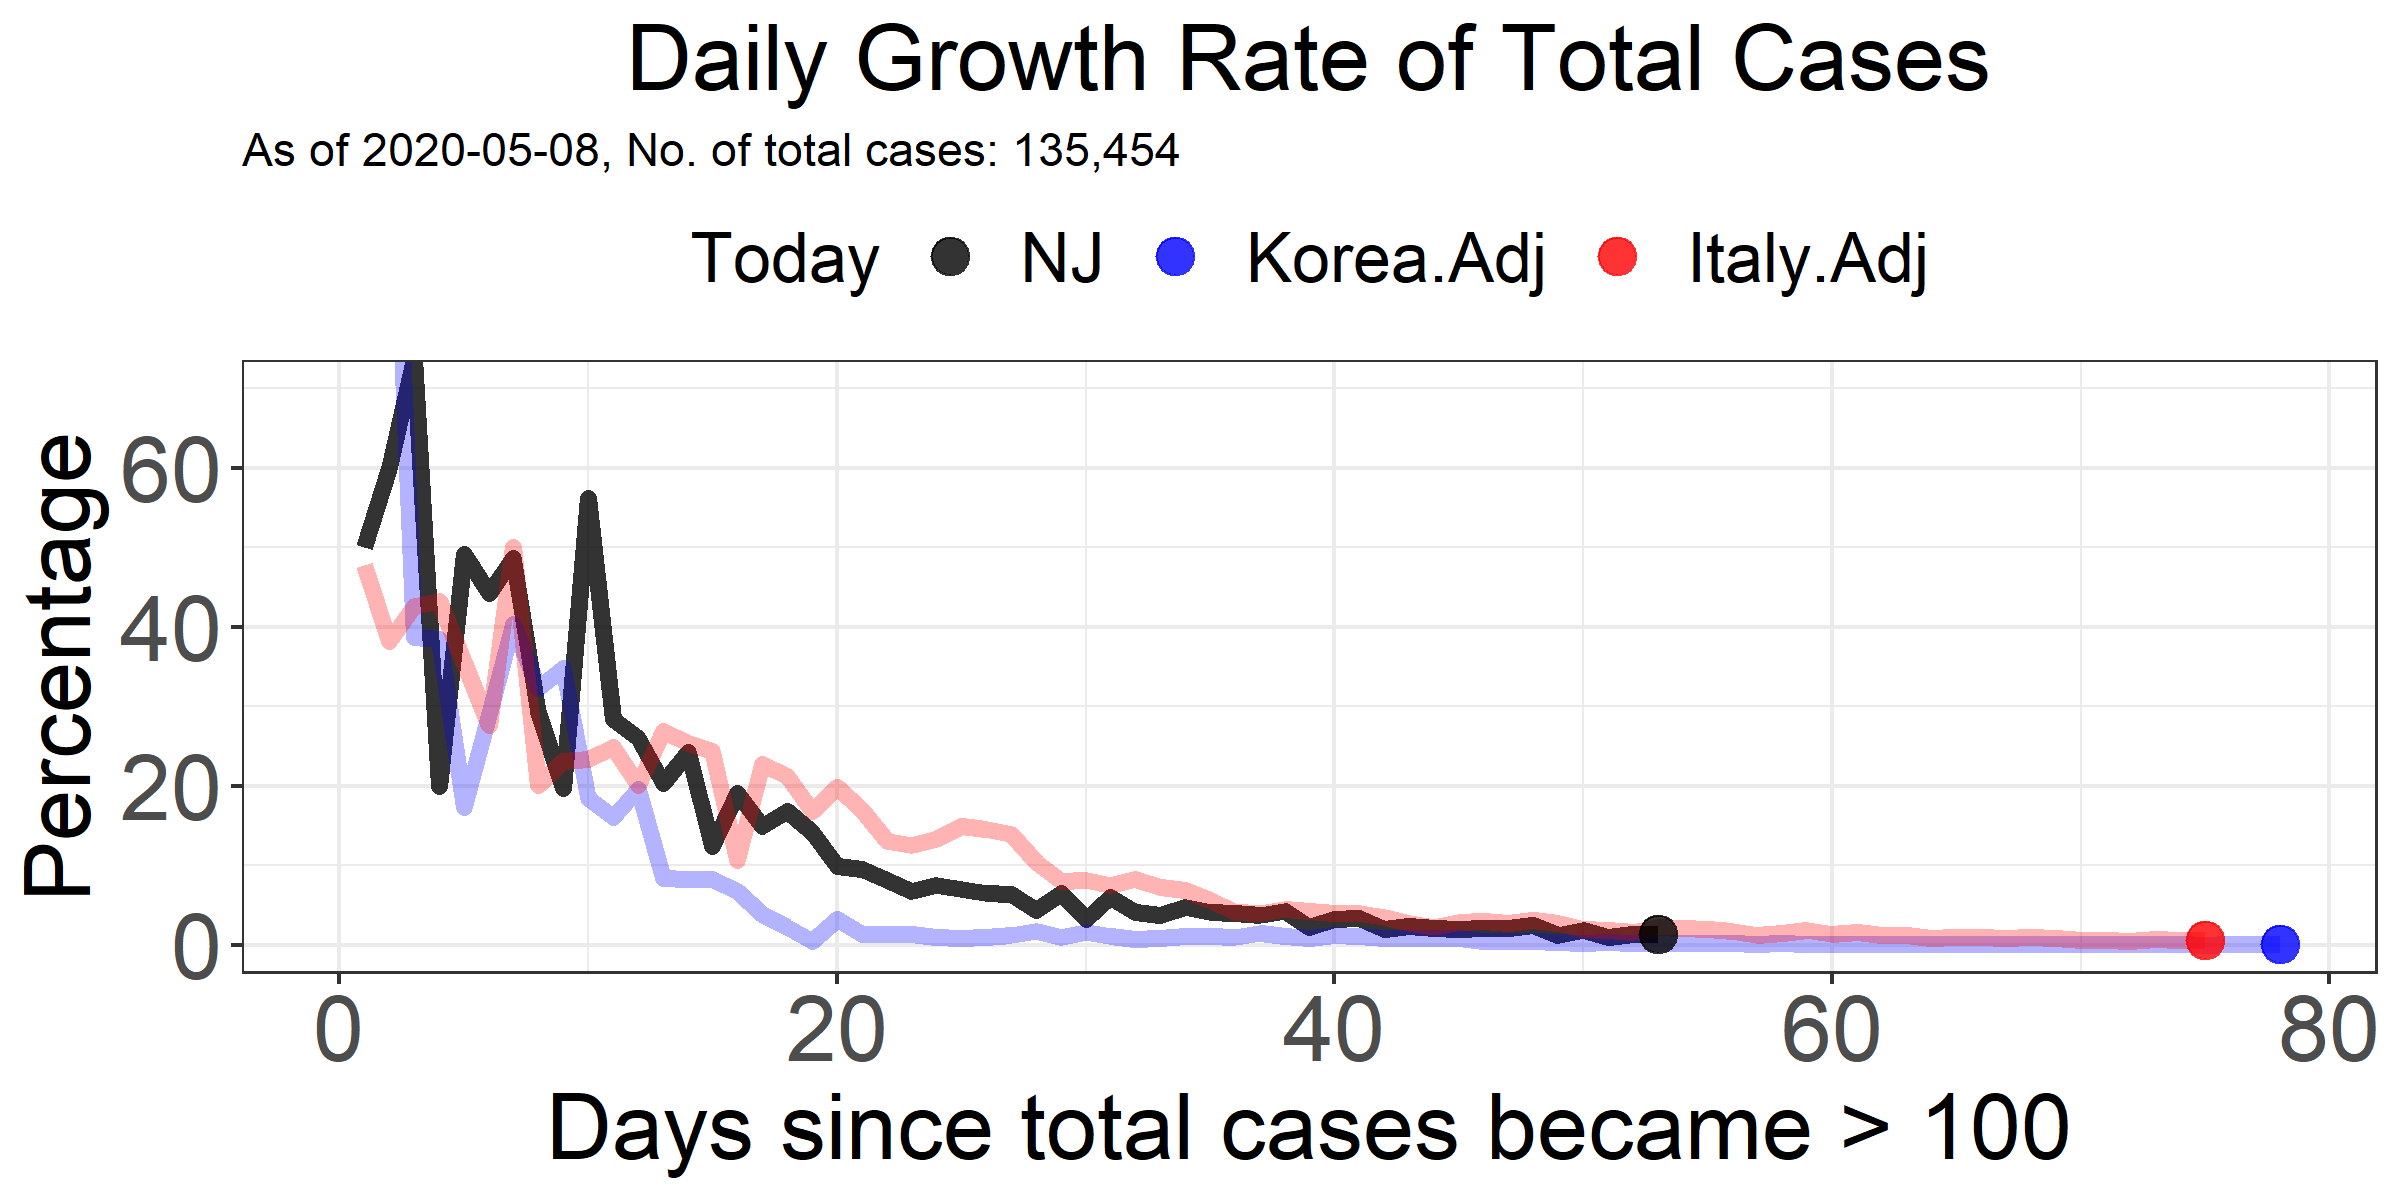 Daily Growth Rate of Total Cases
As of 2020-05-08, No. of total cases: 135,454
Today NJ Korea.Adj Italy.Adj
Percentage
60
40
20
0
0 20 40 60 80
Days since total cases became > 100